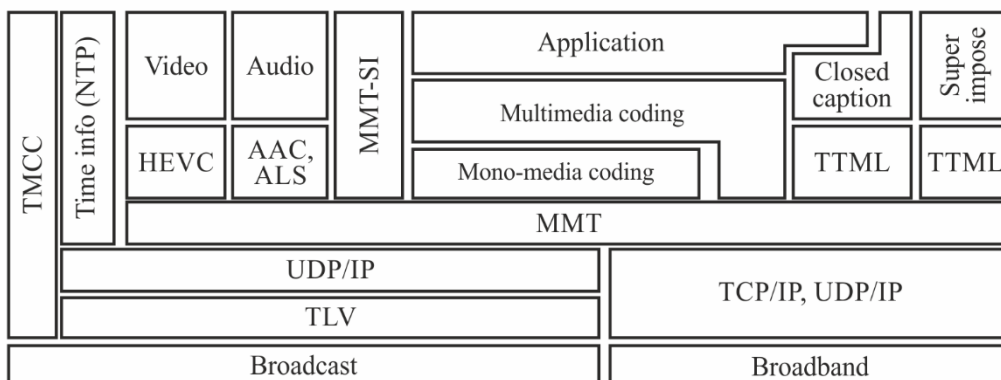 TMCC
Time info (NTP)
Video
Audio
MMT-SI
Application
Closed
caption
Super
impose
Multimedia coding
HEVC
AAC,
ALS
Mono-media coding
TTML
TTML
MMT
UDP/IP
TCP/IP, UDP/IP
TLV
Broadcast
Broadband